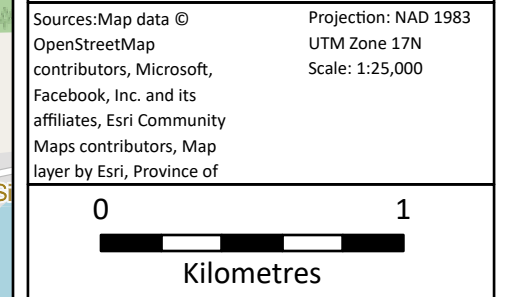 Sources:Map data ©
OpenStreetMap
contributors, Microsoft,
Facebook, Inc. and its
affiliates, Esri Community
Maps contributors, Map
layer by Esri, Province of
Projection: NAD 1983
UTM Zone 17N
Scale: 1:25,000
Si
0 1
Kilometres